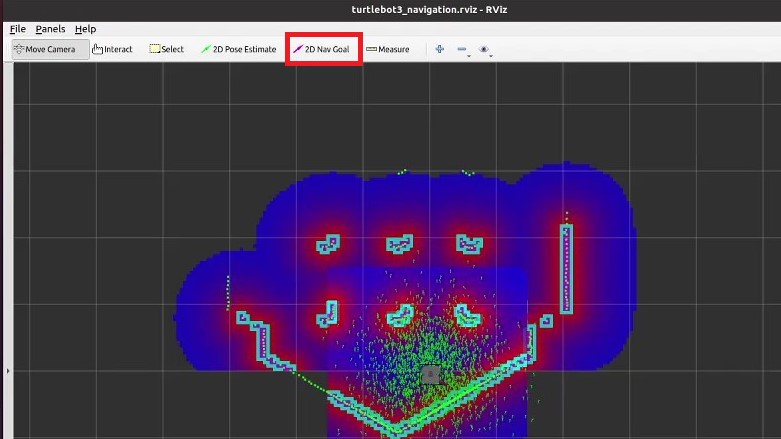 turtlebot3_navigation.rviz - RViz
File Panels Help
Move Camera Interact Select 2D Pose Estimate 2D Nav Goal Measure